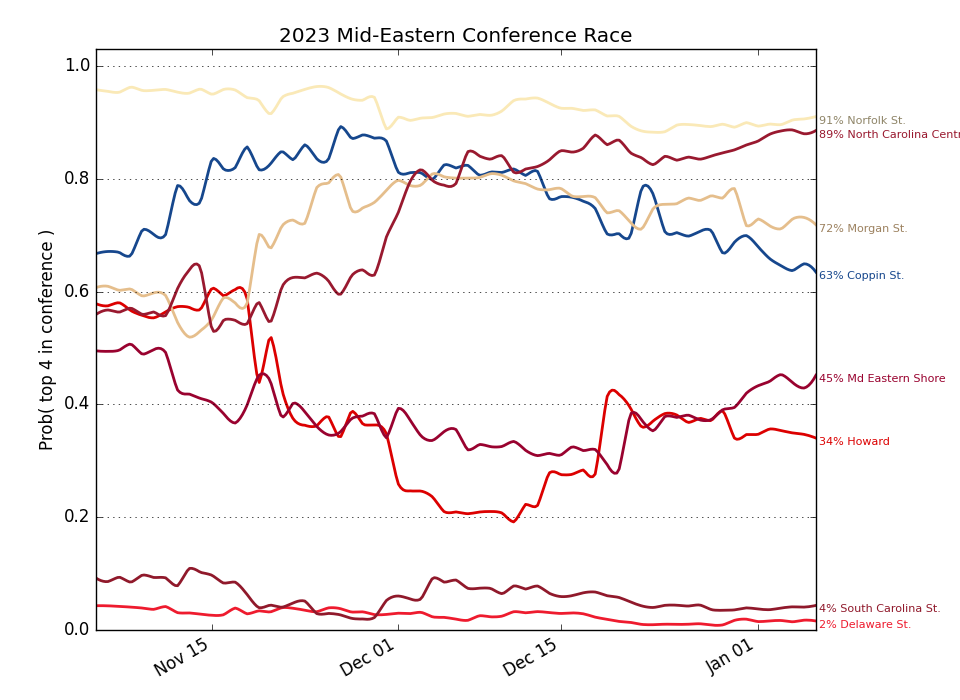 2023 Mid-Eastern Conference Race
Prob( top 4 in conference )
1.0
0.8
0.6
0.4
0.2
0.0
Nov 15
Dec 01
Dec 15
Jan 01
91% Norfolk St.
89% North Carolina Centr
72% Morgan St.
63% Coppin St.
45% Md Eastern Shore
34% Howard
4% South Carolina St.
2% Delaware St.